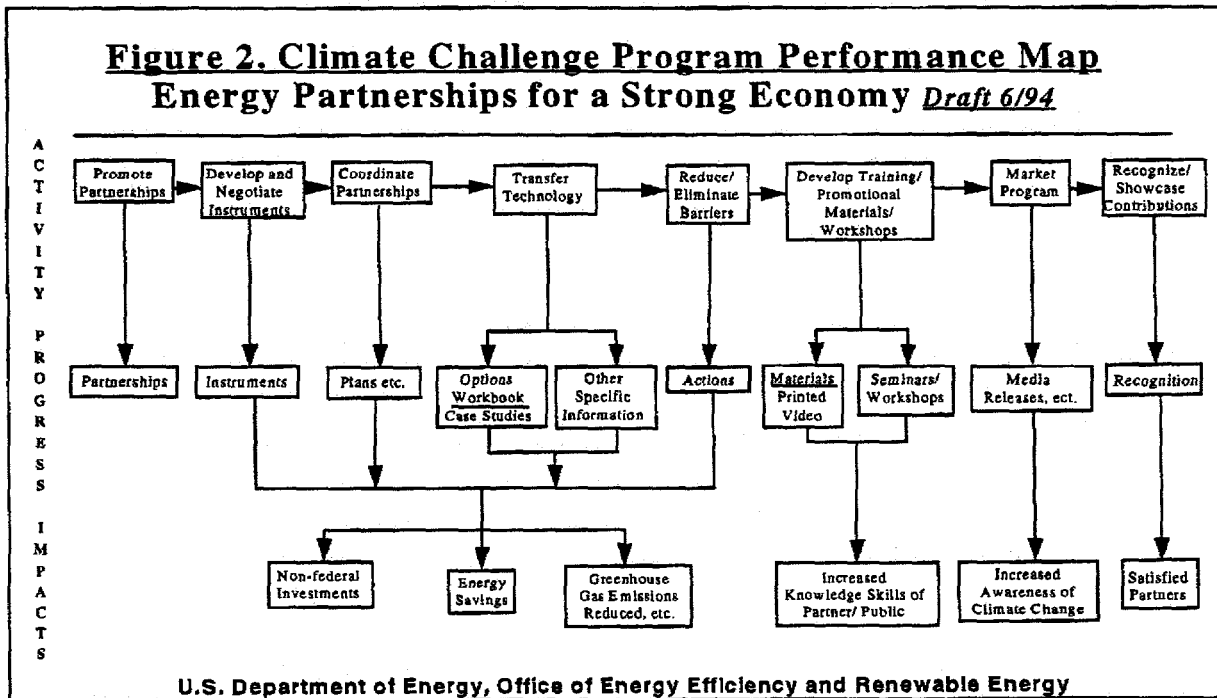 Figure 2. Climate Challenge Program Performance Map
Energy Partnerships for a Strong Economy Draft 6/94
ACTIVITY PROGRESS IMPACTS
Promote
Partnerships
Develop and
Negotiate
Instruments
Coordinate
Partnerships
Transfer
Technology
Reduce/
Eliminate
Barriers
Develop Training/
Promotional
Materials/
Workshops
Market
Program
Recognize/
Showcase
Contributions
Partnerships
Instruments
Plans etc.
Options
Workbook
Case Studies
Other
Specific
Information
Actions
Materials
Printed
Video
Seminars/
Workshops
Media
Releases, ect.
Recognition
Non-federal
Investments
Energy
Savings
Greenhouse
Gas Emissions
Reduced, etc.
Increased
Knowledge Skills of
Partner/ Public
Increased
Awareness of
Climate Change
Satisfied
Partners
U.S. Department of Energy, Office of Energy Efficiency and Renewable Energy